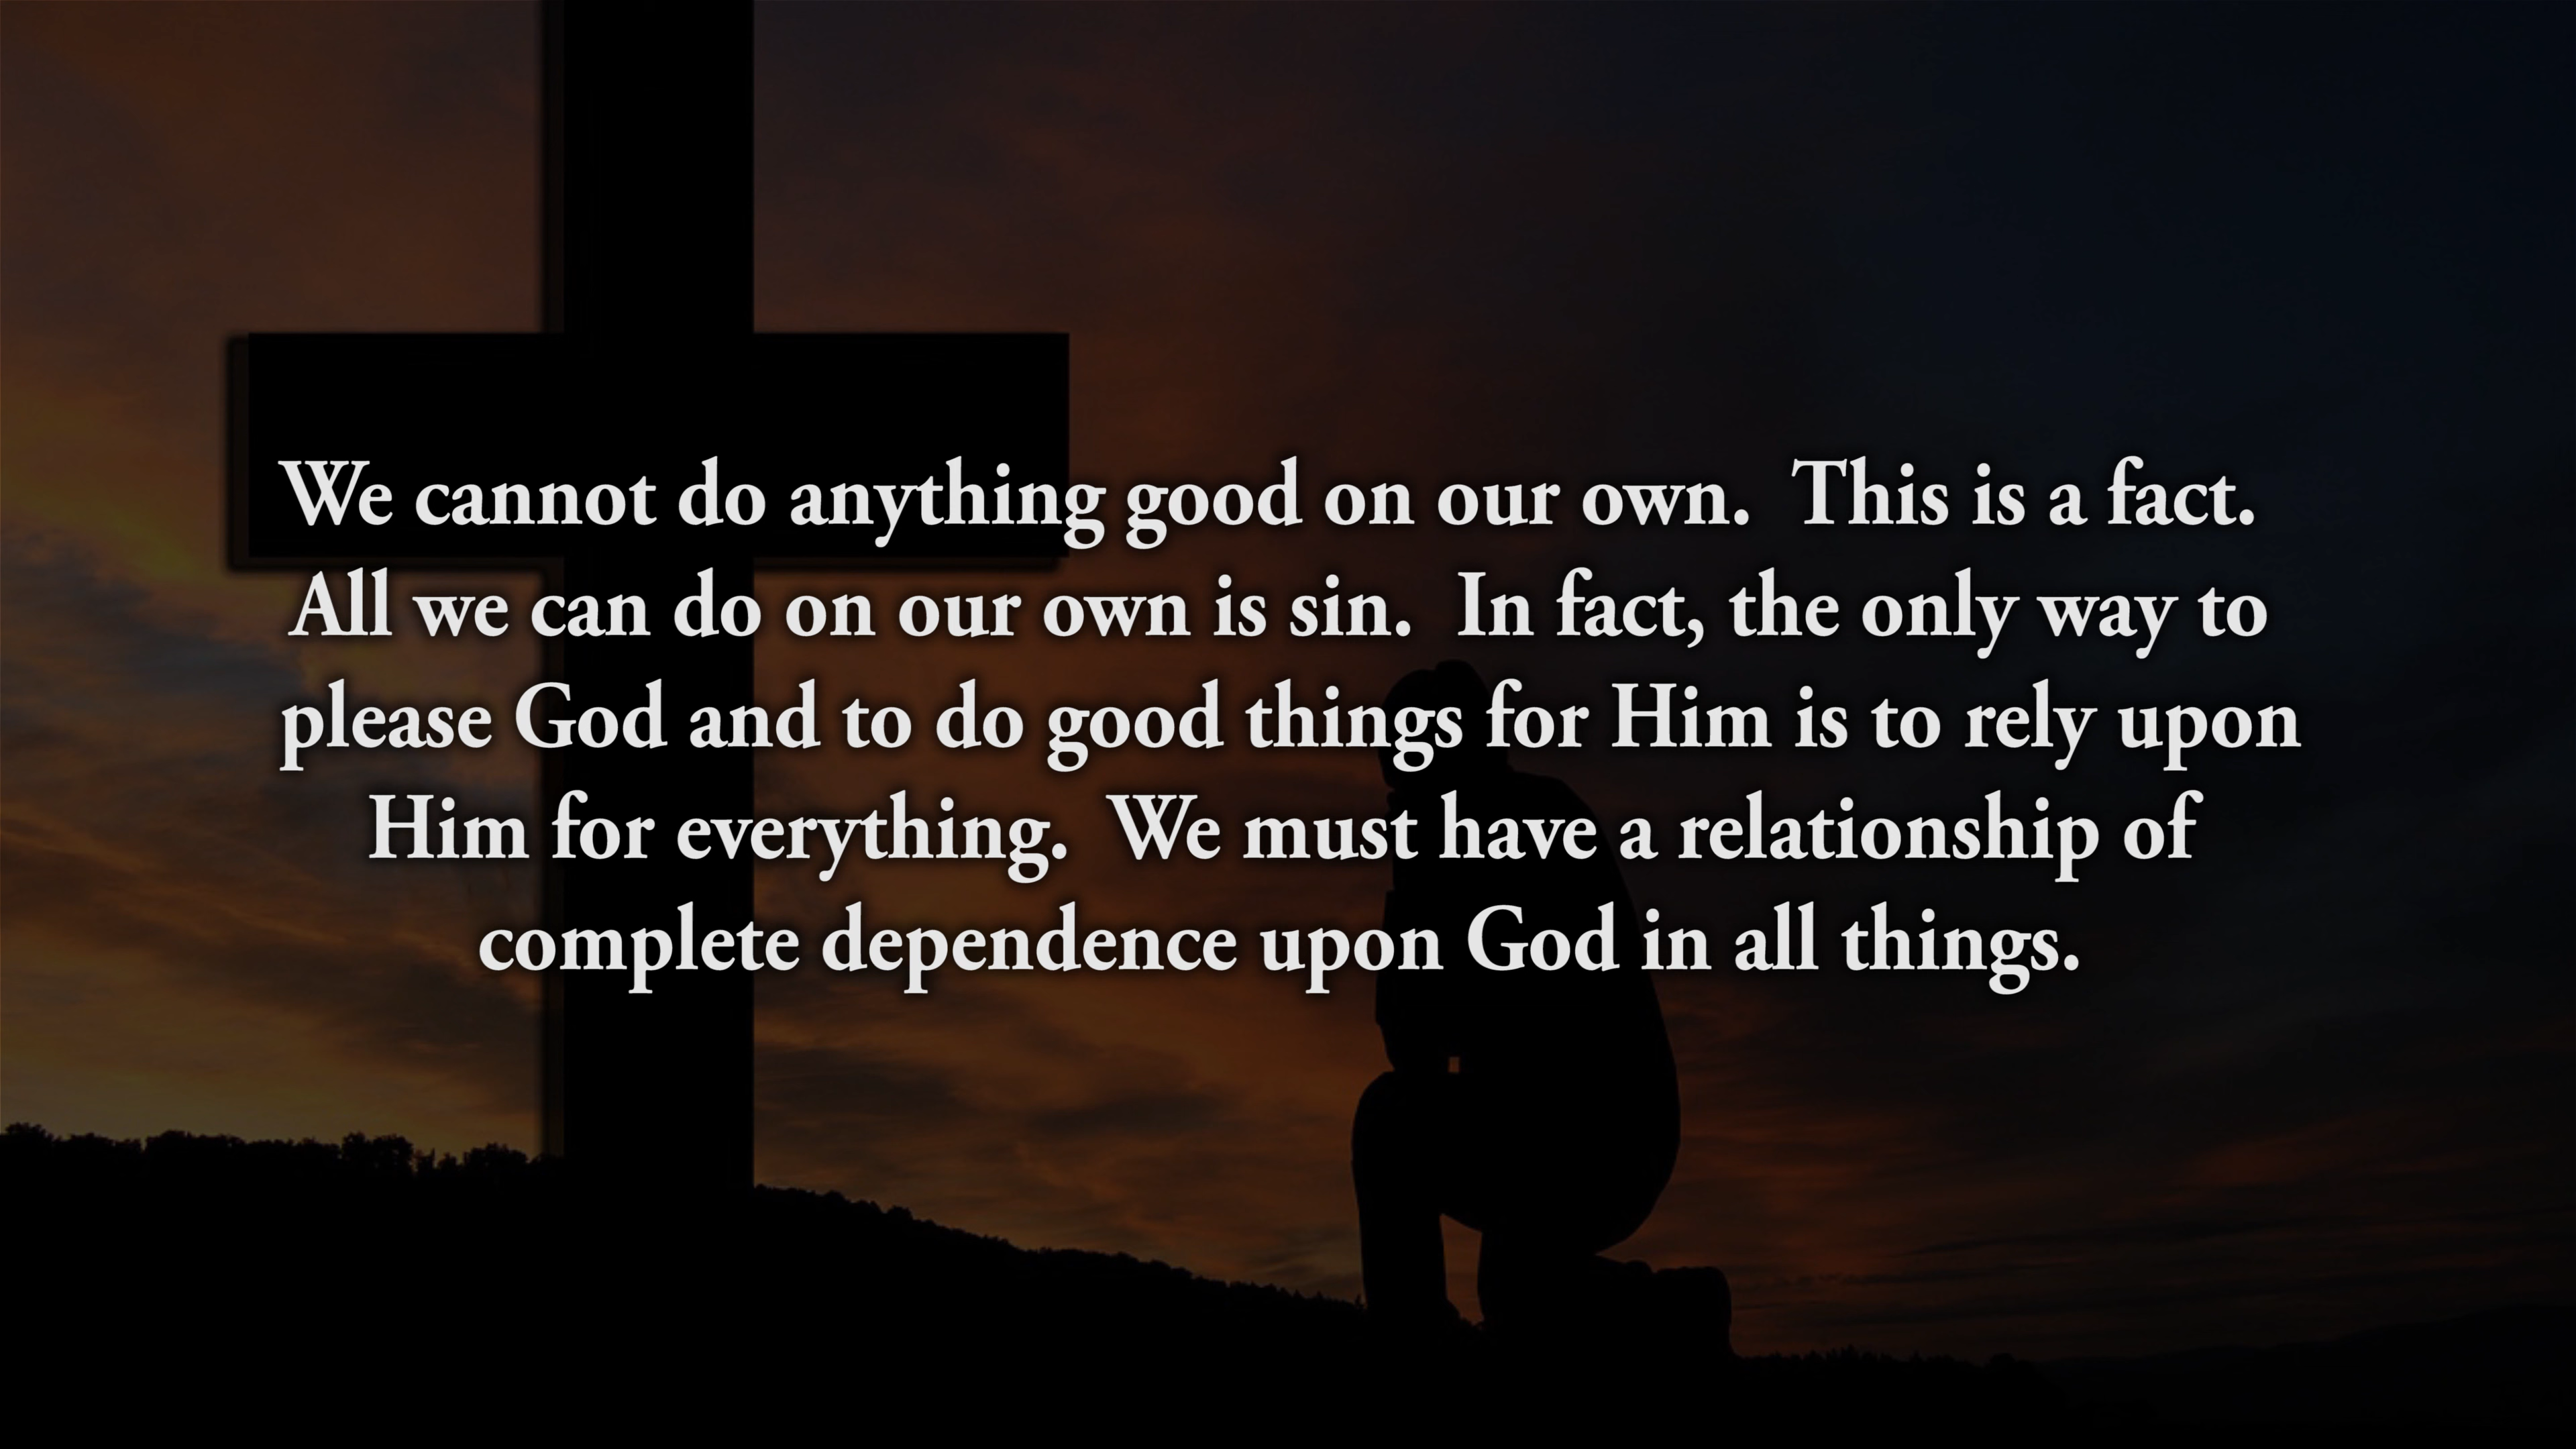 We cannot do anything good on our own.  This is a fact.
All we can do on our own is sin.  In fact, the only way to
please God and to do good things for Him is to rely upon
Him for everything.  We must have a relationship of
complete dependence upon God in all things.